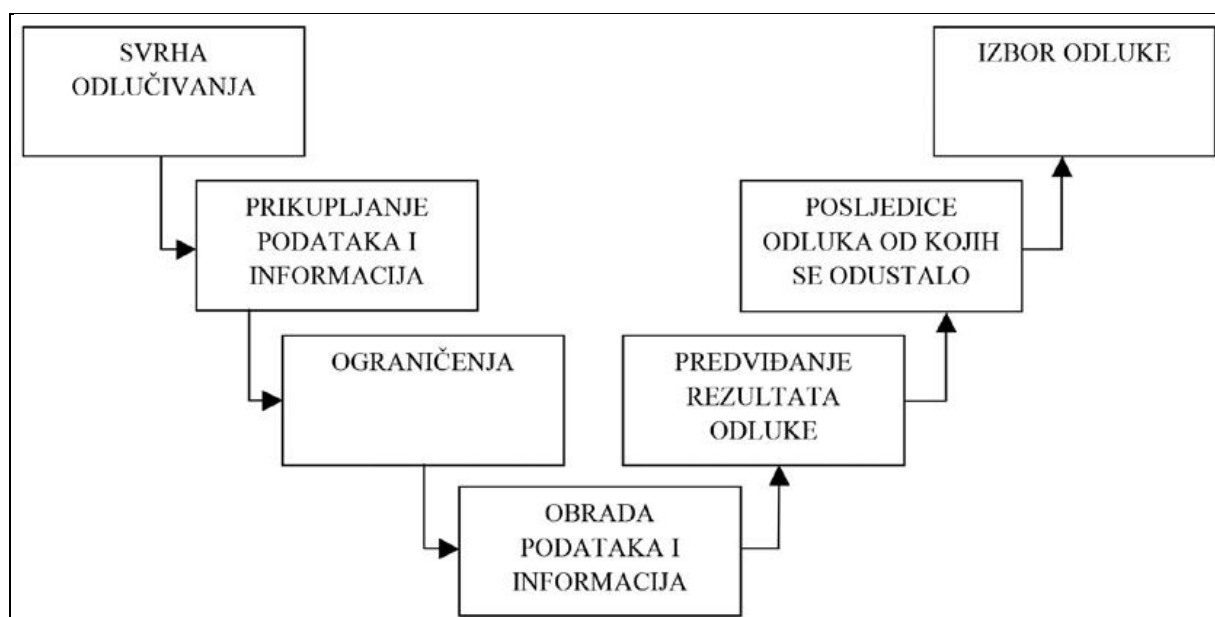 SVRHA
ODLUČIVANJA
PRIKUPLJANJE
PODATAKA I
INFORMACIJA
OGRANIČENJA
OBRADA
PODATAKA I
INFORMACIJA
PREDVIĐANJE
REZULTATA
ODLUKE
POSLJEDICE
ODLUKA OD KOJIH
SE ODUSTALO
IZBOR ODLUKE